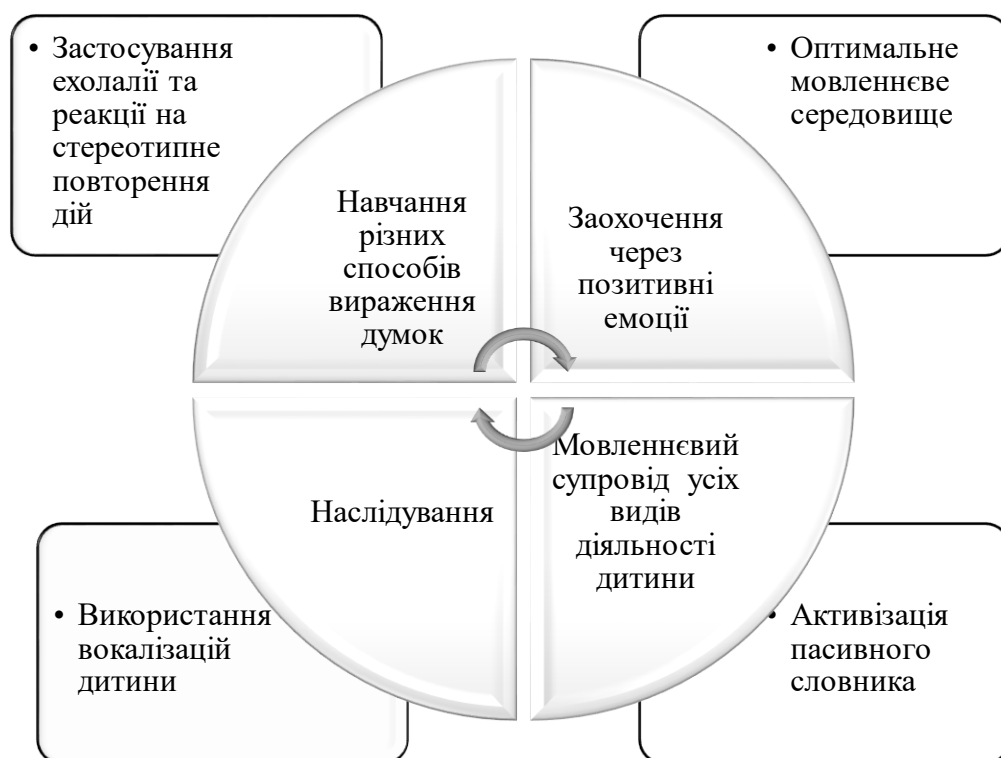 • Застосування
ехолалії та
реакції на
стереотипне
повторення
дій
• Оптимальне
мовленнєве
середовище
Навчання
різних
способів
вираження
думок
Заохочення
через
позитивні
емоції
Наслідування
Мовленнєвий
супровід усіх
видів
діяльності
дитини
• Використання
вокалізацій
дитини
• Активізація
пасивного
словника